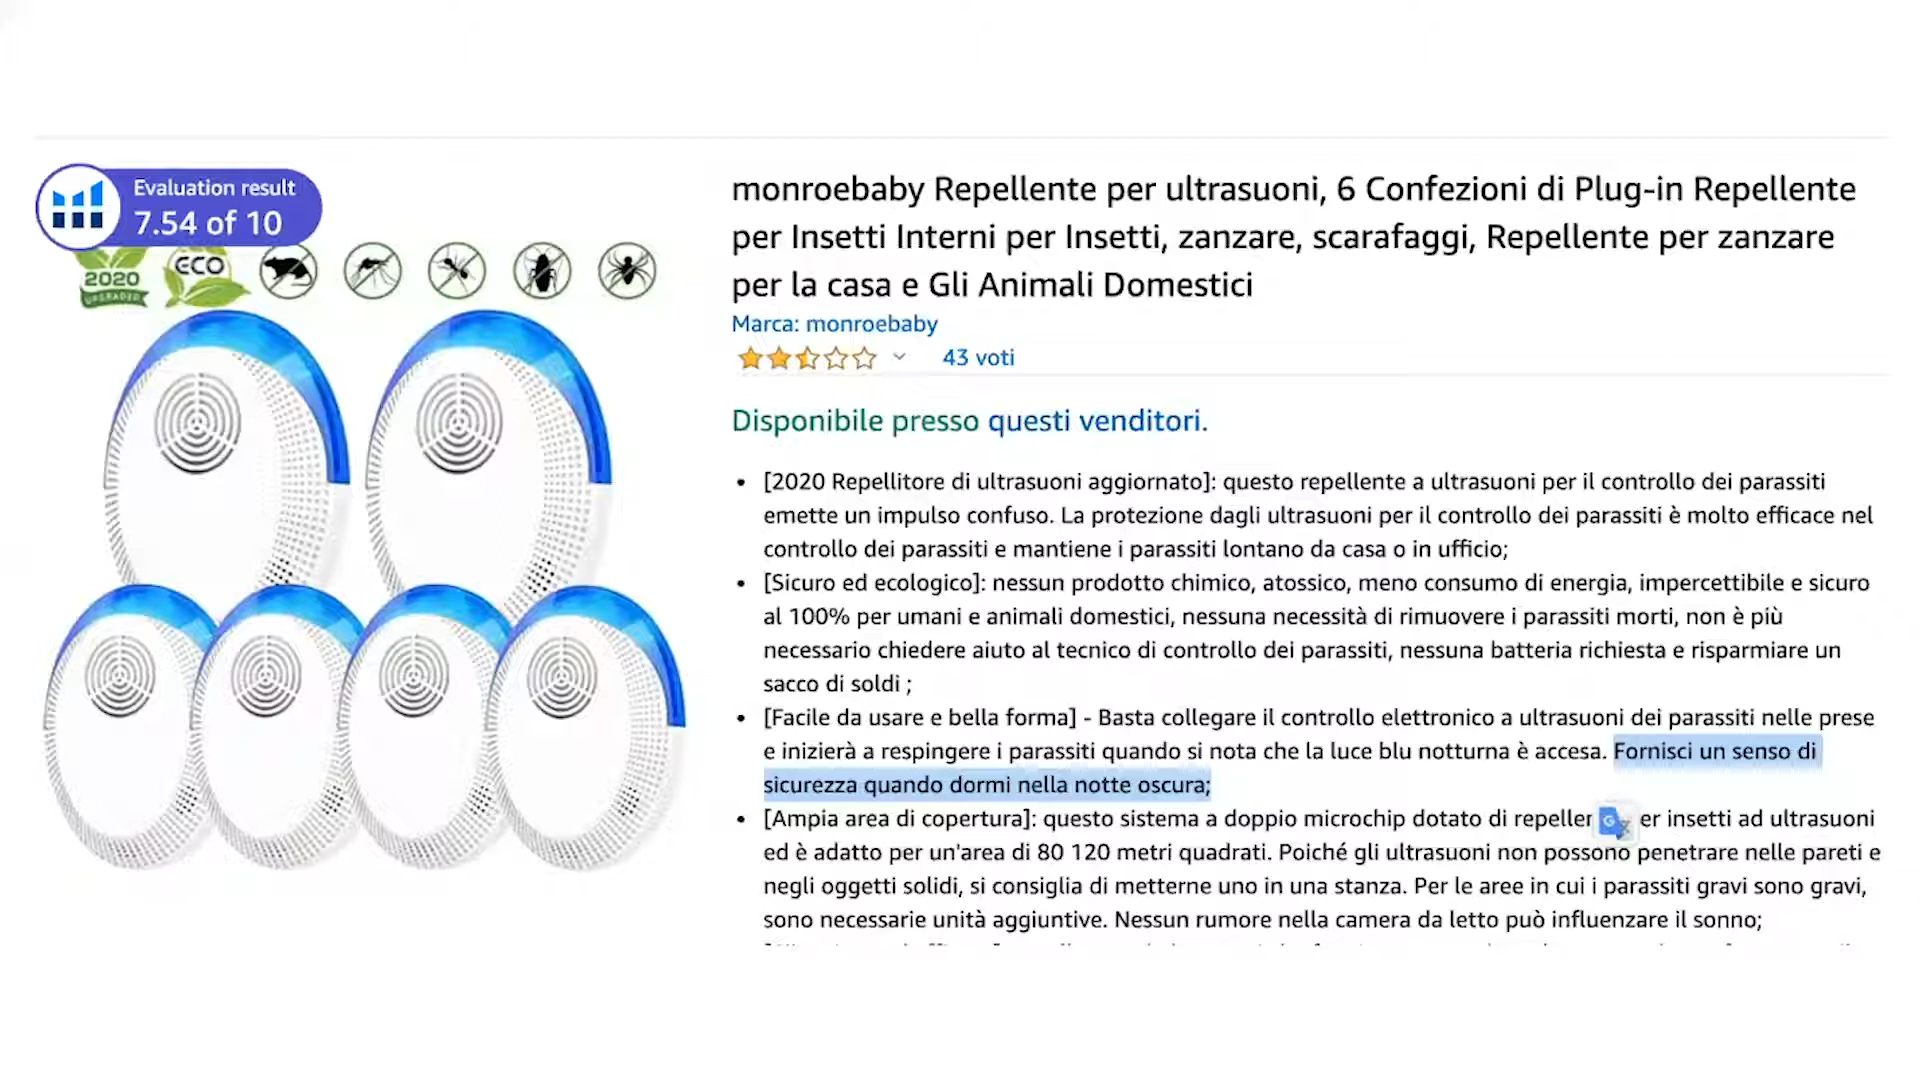 Evaluation result
7.54 of 10
2020
UPGRADED
ECO
monroebaby Repellente per ultrasuoni, 6 Confezioni di Plug-in Repellente
per Insetti Interni per Insetti, zanzare, scarafaggi, Repellente per zanzare
per la casa e Gli Animali Domestici
Marca: monroebaby
43 voti
Disponibile presso questi venditori.
• [2020 Repellitore di ultrasuoni aggiornato]: questo repellente a ultrasuoni per il controllo dei parassiti
emette un impulso confuso. La protezione dagli ultrasuoni per il controllo dei parassiti è molto efficace nel
controllo dei parassiti e mantiene i parassiti lontano da casa o in ufficio;
• [Sicuro ed ecologico]: nessun prodotto chimico, atossico, meno consumo di energia, impercettibile e sicuro
al 100% per umani e animali domestici, nessuna necessità di rimuovere i parassiti morti, non è più
necessario chiedere aiuto al tecnico di controllo dei parassiti, nessuna batteria richiesta e risparmiare un
sacco di soldi ;
• [Facile da usare e bella forma] - Basta collegare il controllo elettronico a ultrasuoni dei parassiti nelle prese
e inizierà a respingere i parassiti quando si nota che la luce blu notturna è accesa. Fornisci un senso di
sicurezza quando dormi nella notte oscura;
• [Ampia area di copertura]: questo sistema a doppio microchip dotato di repeller er insetti ad ultrasuoni
ed è adatto per un'area di 80 120 metri quadrati. Poiché gli ultrasuoni non possono penetrare nelle pareti e
negli oggetti solidi, si consiglia di metterne uno in una stanza. Per le aree in cui i parassiti gravi sono gravi,
sono necessarie unità aggiuntive. Nessun rumore nella camera da letto può influenzare il sonno;